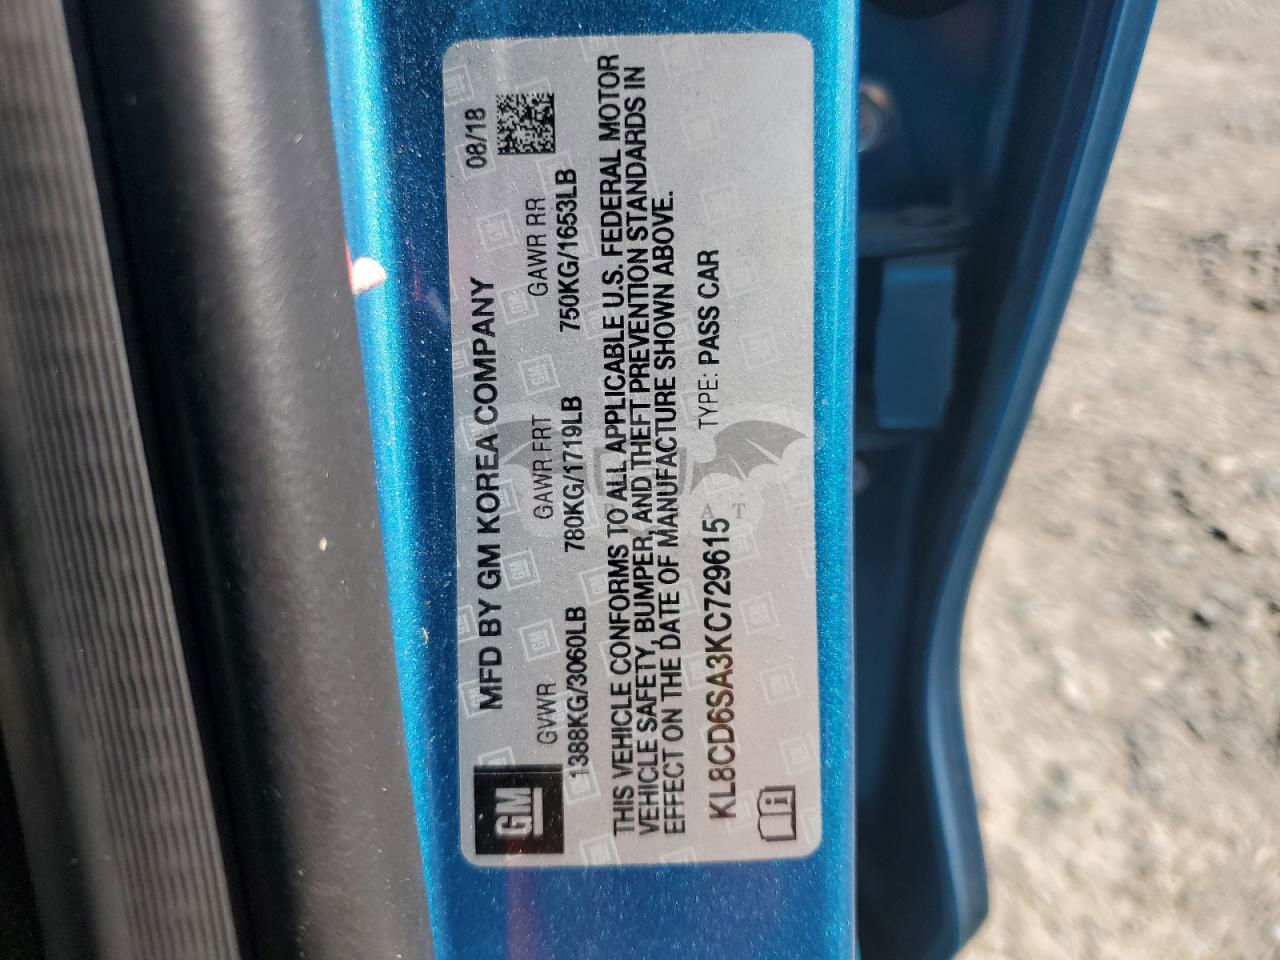 GM
MFD BY GM KOREA COMPANY 08/18
GVWR GAWR FRT GAWR RR
1388KG/3060LB 780KG/1719LB 750KG/1653LB
THIS VEHICLE CONFORMS TO ALL APPLICABLE U.S. FEDERAL MOTOR
VEHICLE SAFETY, BUMPER, AND THEFT PREVENTION STANDARDS IN
EFFECT ON THE DATE OF MANUFACTURE SHOWN ABOVE.
KL8CD6SA3KC729615 TYPE: PASS CAR